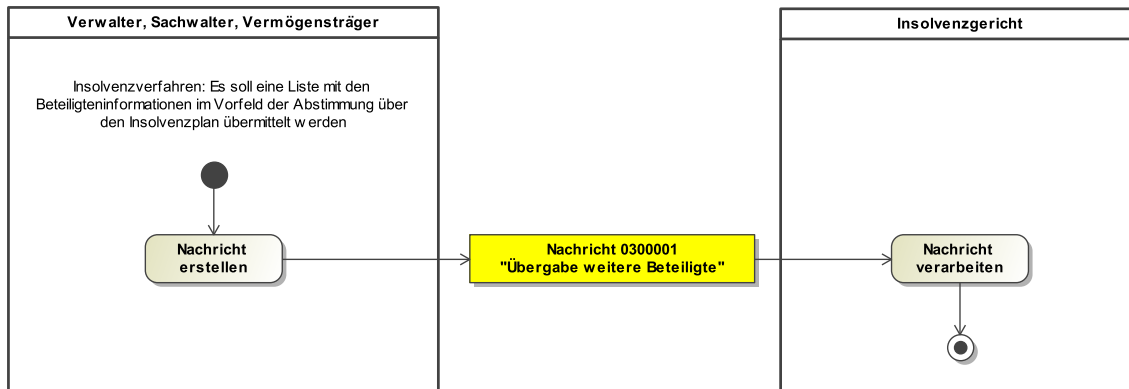 Verwalter, Sachwalter, Vermögensträger
Insolvenzgericht
Insolvenzverfahren: Es soll eine Liste mit den
Beteiligteninformationen im Vorfeld der Abstimmung über
den Insolvenzplan übermittelt werden
Nachricht
erstellen
Nachricht 0300001
"Übergabe weitere Beteiligte"
Nachricht
verarbeiten